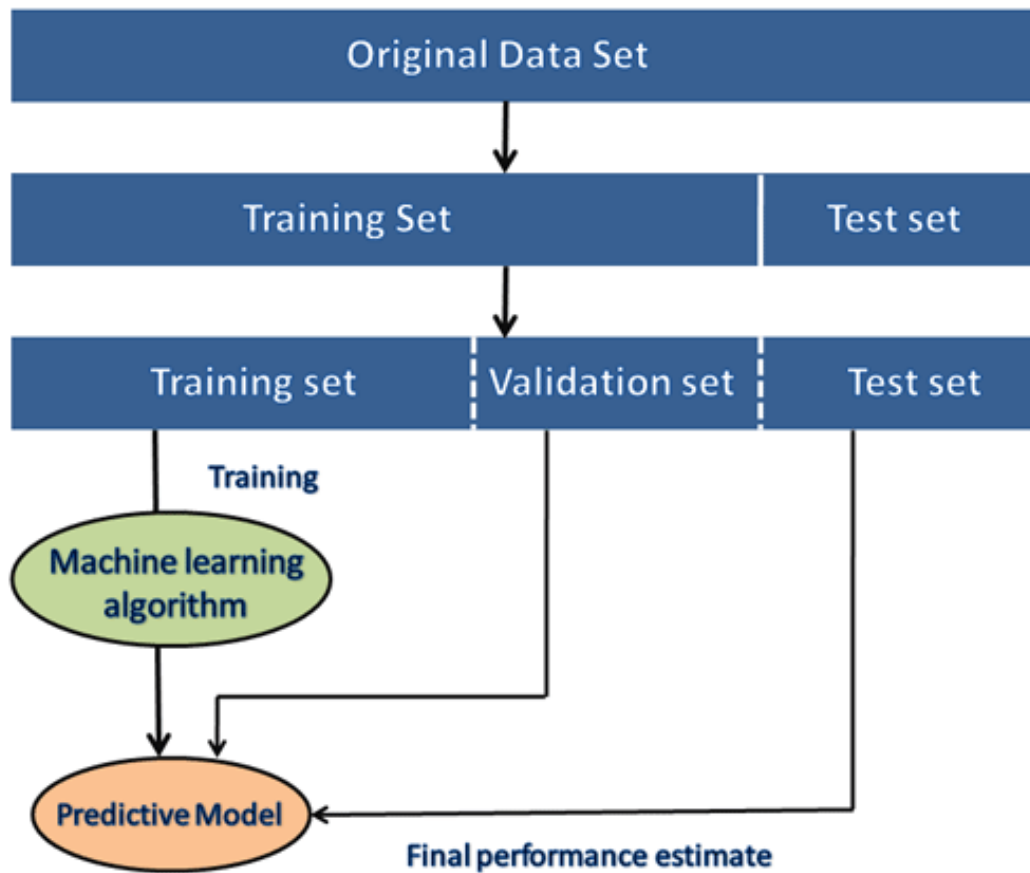 Original Data Set
Training Set
Test set
Training set
Validation set
Test set
Training
Machine learning
algorithm
Predictive Model
Final performance estimate